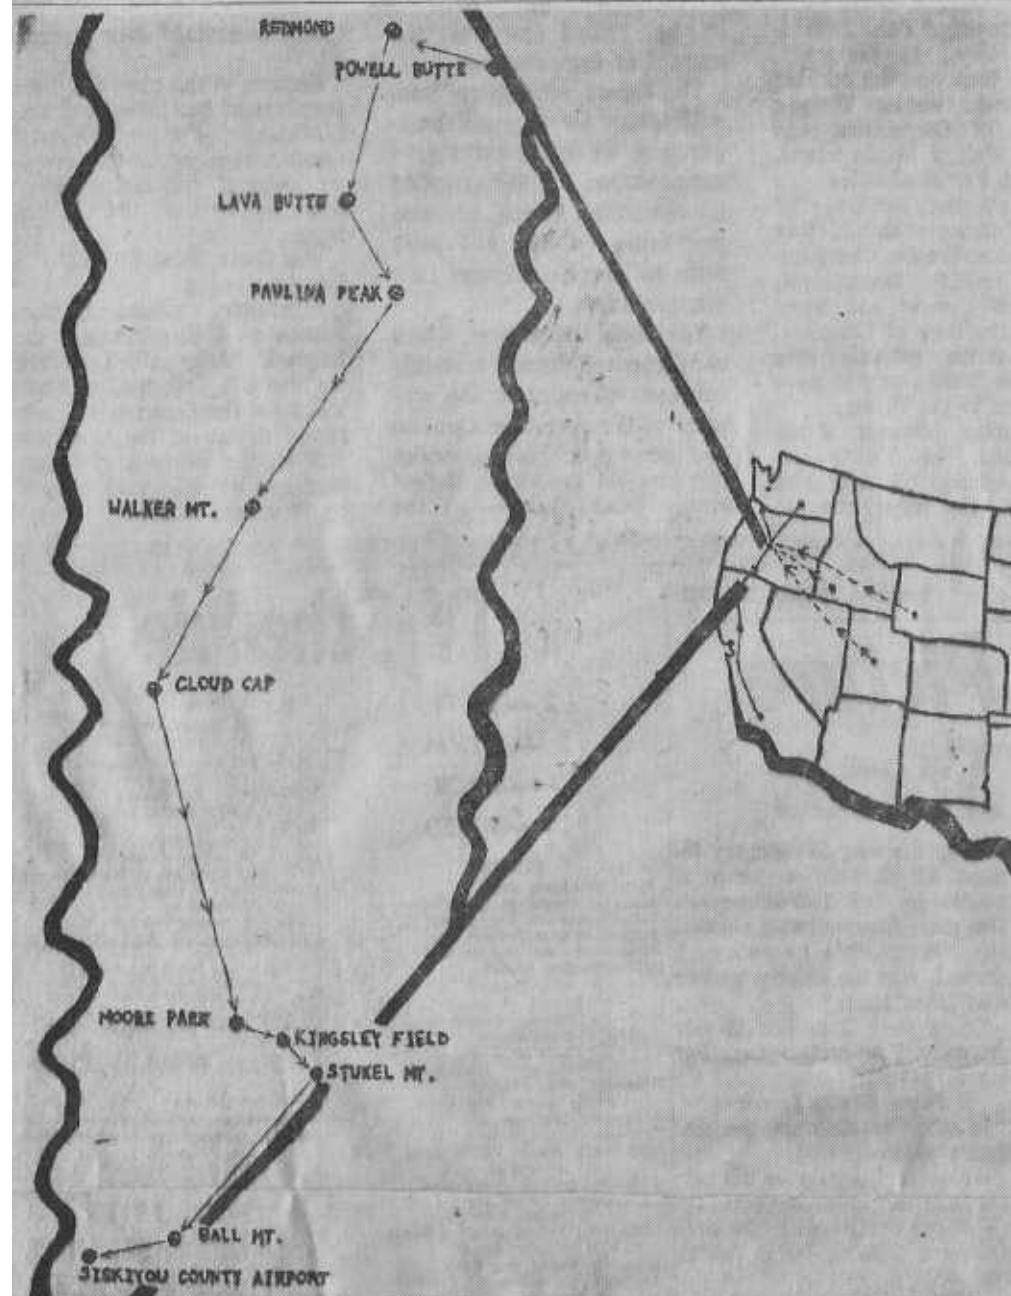 REDMOND
POWELL BUTTE
LAVA BUTTE
PAULINA PEAK
WALKER MT.
CLOUD CAP
MOORE PARK
KINGSLEY FIELD
STUKEL MT.
BALL MT.
SISKIYOU COUNTY AIRPORT